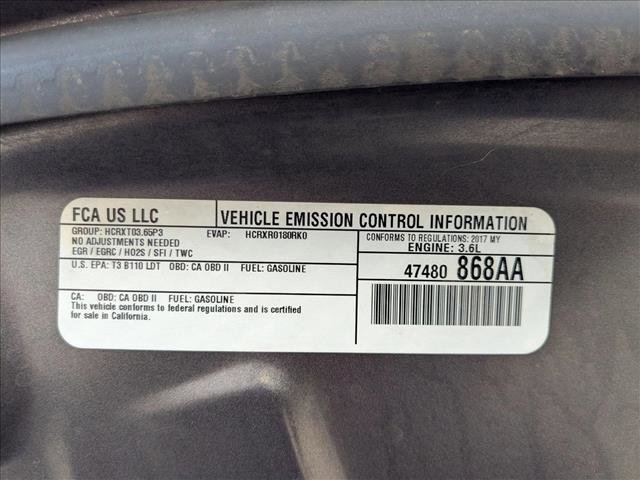 FCA US LLC
VEHICLE EMISSION CONTROL INFORMATION
GROUP: HCRXT03.65P3 EVAP: HCRXR0180RK0
NO ADJUSTMENTS NEEDED
EGR / EGRC / HO2S / SFI / TWC
CONFORMS TO REGULATIONS: 2017 MY
ENGINE: 3.6L
U.S. EPA: T3 B110 LDT OBD: CA OBD II FUEL: GASOLINE
47480 868AA
CA: OBD: CA OBD II FUEL: GASOLINE
This vehicle conforms to federal regulations and is certified
for sale in California.